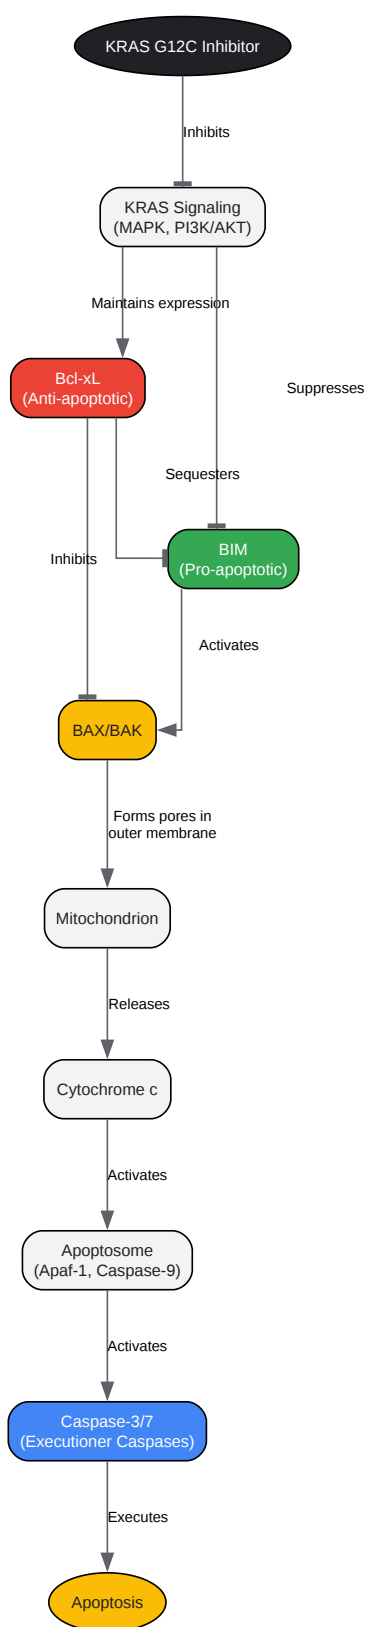 KRAS G12C Inhibitor
Inhibits
KRAS Signaling
(MAPK, PI3K/AKT)
Maintains expression
Bcl-xL
(Anti-apoptotic)
Suppresses
Sequesters
BIM
(Pro-apoptotic)
Inhibits
Activates
BAX/BAK
Forms pores in
outer membrane
Mitochondrion
Releases
Cytochrome c
Activates
Apoptosome
(Apaf-1, Caspase-9)
Activates
Caspase-3/7
(Executioner Caspases)
Executes
Apoptosis